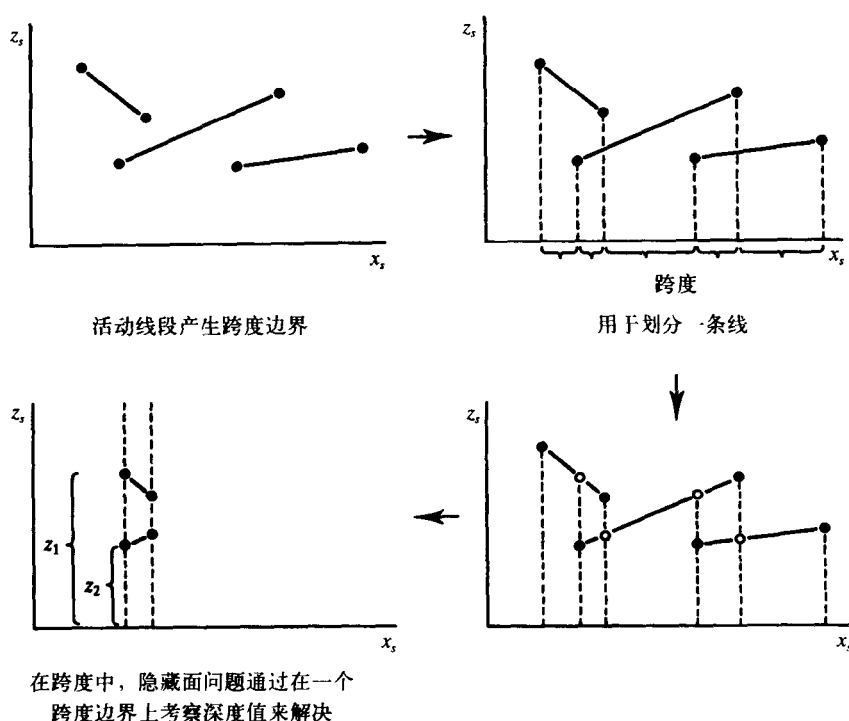 z_s
x_s
活动线段产生跨度边界
z_s
x_s
跨度
用于划分一条线
z_s
x_s
z_s
z_1
z_2
x_s
在跨度中，隐藏面问题通过在一个
跨度边界上考察深度值来解决